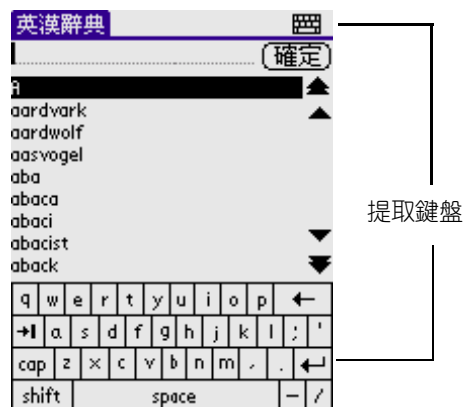 英漢辭典
確定
A
aardvark
aardwolf
aasvogel
aba
abaca
abaci
abacist
aback
提取鍵盤
q w e r t y u i o p ←
→I a s d f g h j k l ; '
cap z x c v b n m , . ↵
shift space - /